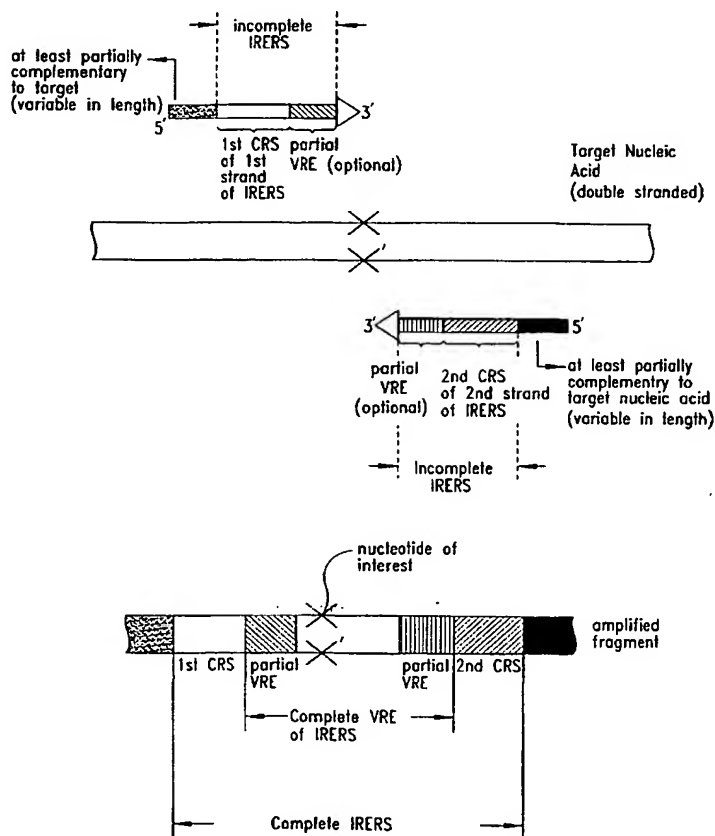 incomplete
IRERS
at least partially
complementary
to target
(variable in length)
5′
3′
1st CRS
of 1st
strand
of IRERS
partial
VRE (optional)
Target Nucleic
Acid
(double stranded)
′
3′
5′
partial
VRE
(optional)
2nd CRS
of 2nd strand
of IRERS
at least partially
complementry to
target nucleic acid
(variable in length)
Incomplete
IRERS
nucleotide of
interest
′
amplified
fragment
1st CRS
partial
VRE
partial
VRE
2nd CRS
Complete VRE
of IRERS
Complete IRERS